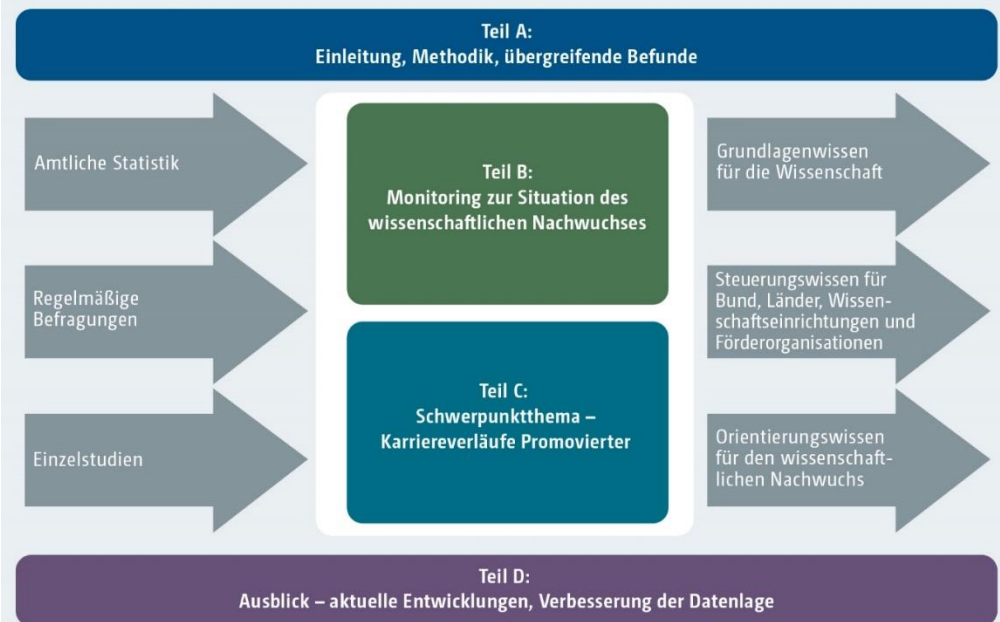 Teil A:
Einleitung, Methodik, übergreifende Befunde
Amtliche Statistik
Regelmäßige
Befragungen
Einzelstudien
Teil B:
Monitoring zur Situation des
wissenschaftlichen Nachwuchses
Teil C:
Schwerpunktthema –
Karriereverläufe Promovierter
Grundlagenwissen
für die Wissenschaft
Steuerungswissen für
Bund, Länder, Wissen-
schaftseinrichtungen und
Förderorganisationen
Orientierungswissen
für den wissenschaft-
lichen Nachwuchs
Teil D:
Ausblick – aktuelle Entwicklungen, Verbesserung der Datenlage